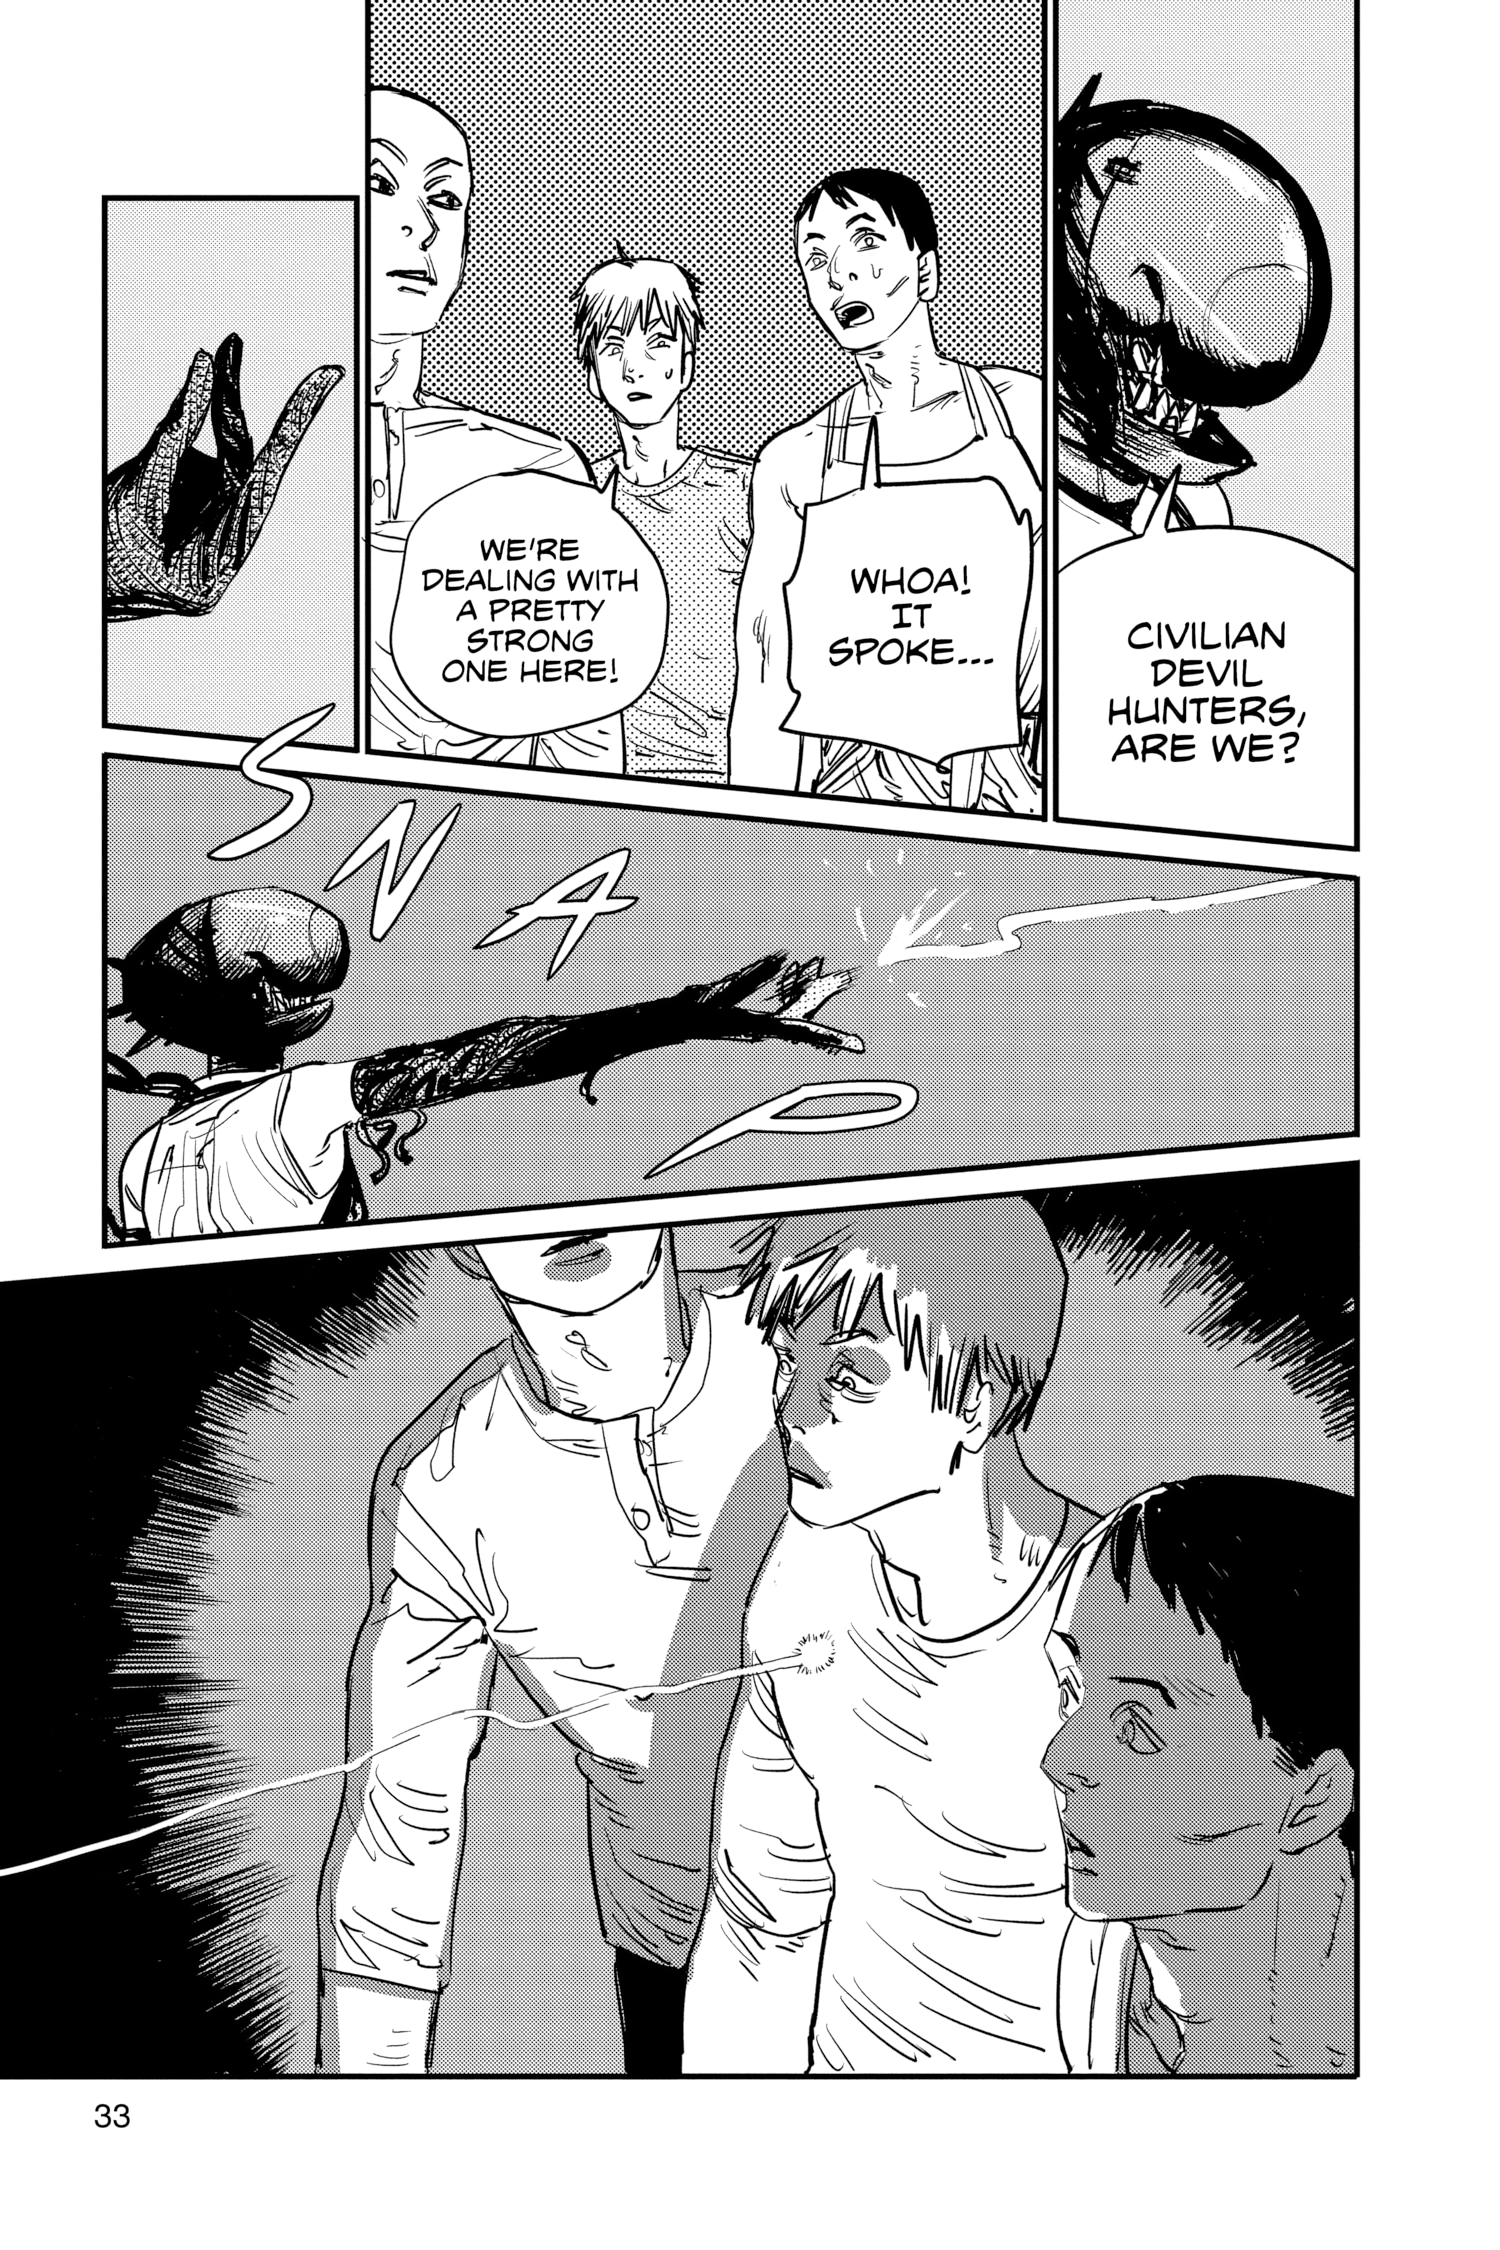 CIVILIAN
DEVIL
HUNTERS,
ARE WE?
WHOA!
IT
SPOKE...
WE'RE
DEALING WITH
A PRETTY
STRONG
ONE HERE!
SNAP
33